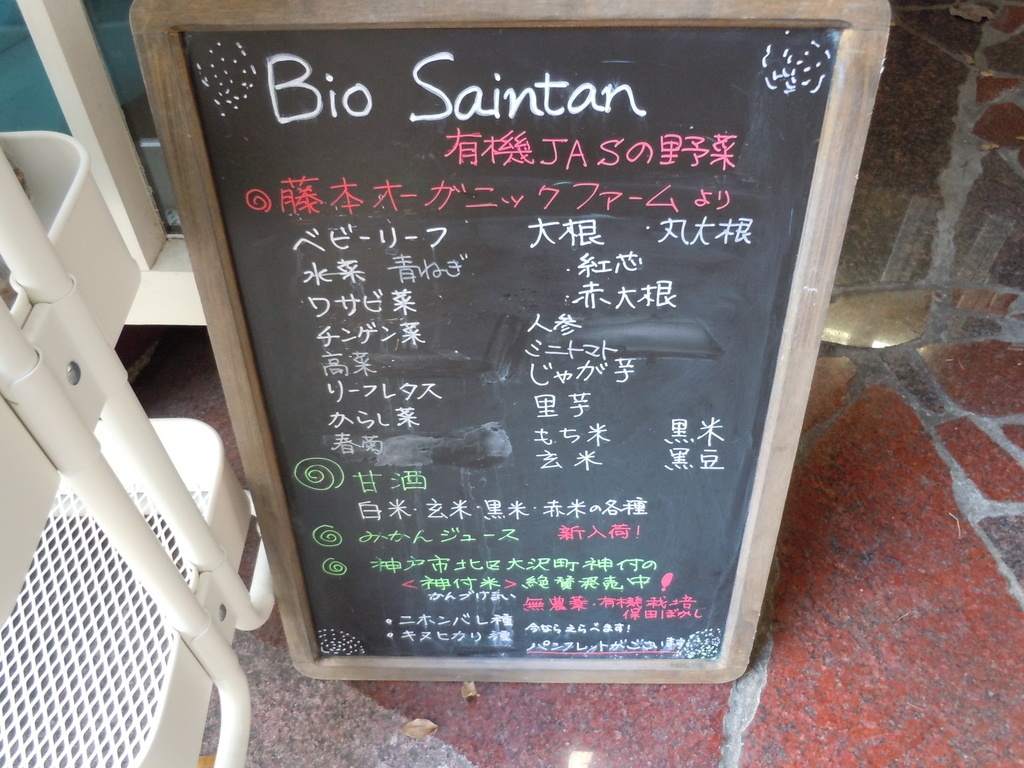 Bio Saintan
有機JASの野菜
藤本オーガニックファームより
ベビーリーフ
水菜 青ねぎ
ワサビ菜
チンゲン菜
高菜
リーフレタス
からし菜
春菊
大根 丸大根
紅芯
赤大根
人参
ミニトマト
じゃが芋
里芋
もち米 黒米
玄米 黒豆
甘酒
白米・玄米・黒米・赤米の各種
みかんジュース 新入荷!
神戸市北区大沢町神付の
<神付米>絶賛発売中!
かんづけまい
無農薬・有機栽培
保田ぼかし
・ニホンバレ種
・キヌヒカリ種
今ならえらべます!
パンフレットがございます